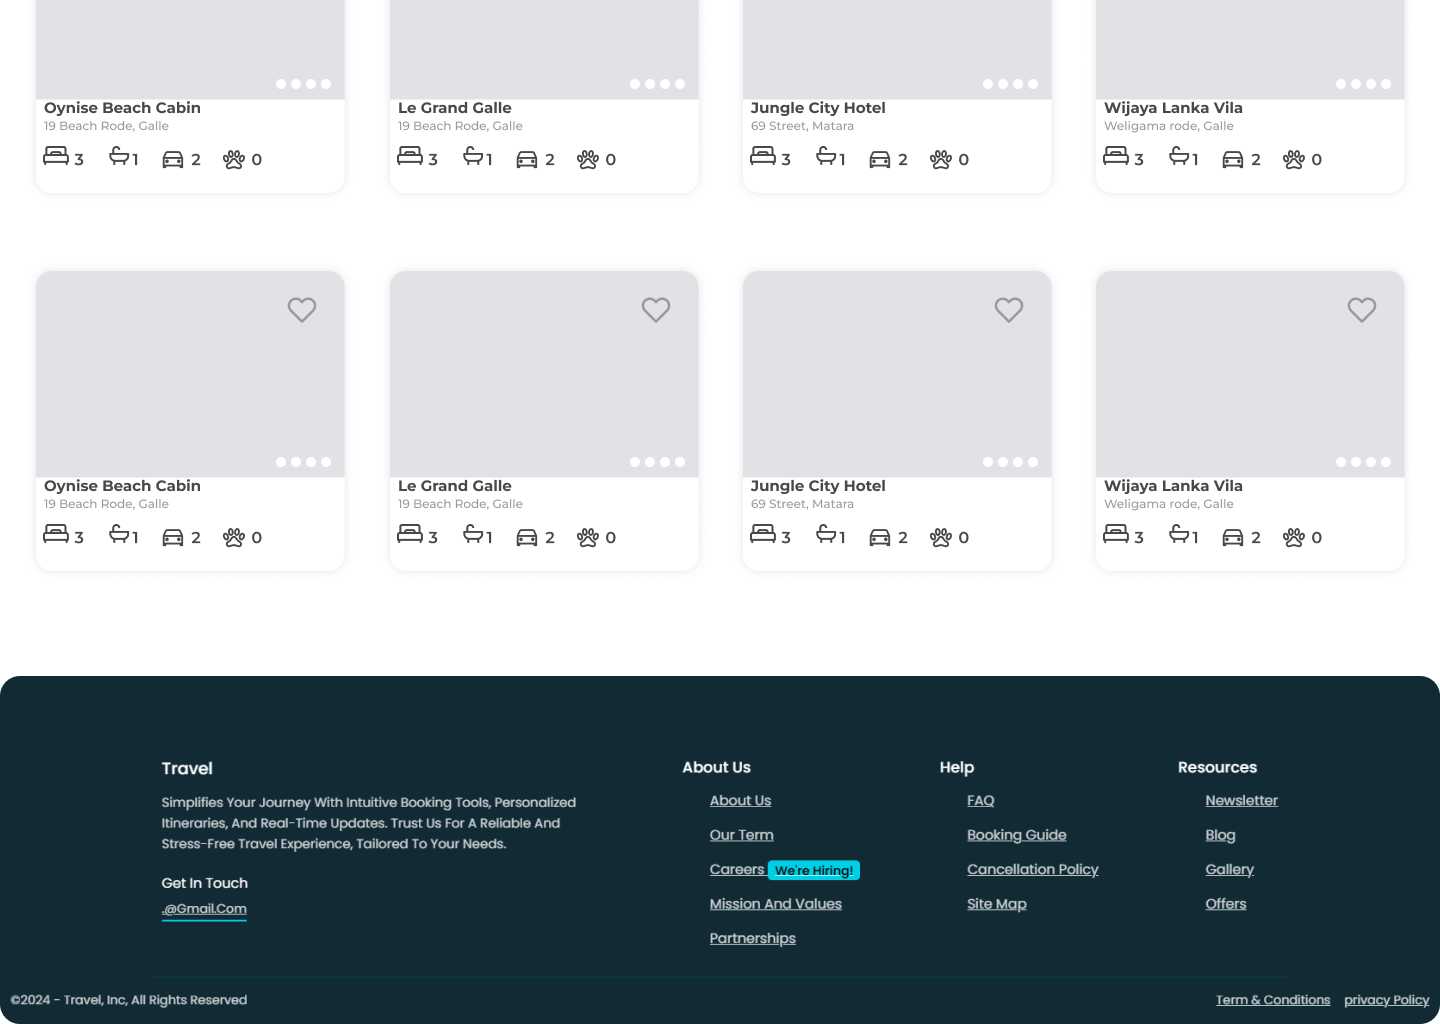 Oynise Beach Cabin
19 Beach Rode, Galle
3 1 2 0
Le Grand Galle
19 Beach Rode, Galle
3 1 2 0
Jungle City Hotel
69 Street, Matara
3 1 2 0
Wijaya Lanka Vila
Weligama rode, Galle
3 1 2 0
Oynise Beach Cabin
19 Beach Rode, Galle
3 1 2 0
Le Grand Galle
19 Beach Rode, Galle
3 1 2 0
Jungle City Hotel
69 Street, Matara
3 1 2 0
Wijaya Lanka Vila
Weligama rode, Galle
3 1 2 0
Travel
Simplifies Your Journey With Intuitive Booking Tools, Personalized
Itineraries, And Real-Time Updates. Trust Us For A Reliable And
Stress-Free Travel Experience, Tailored To Your Needs.
Get In Touch
.@Gmail.Com
About Us
About Us
Our Term
Careers We're Hiring!
Mission And Values
Partnerships
Help
FAQ
Booking Guide
Cancellation Policy
Site Map
Resources
Newsletter
Blog
Gallery
Offers
©2024 - Travel, Inc, All Rights Reserved
Term & Conditions privacy Policy